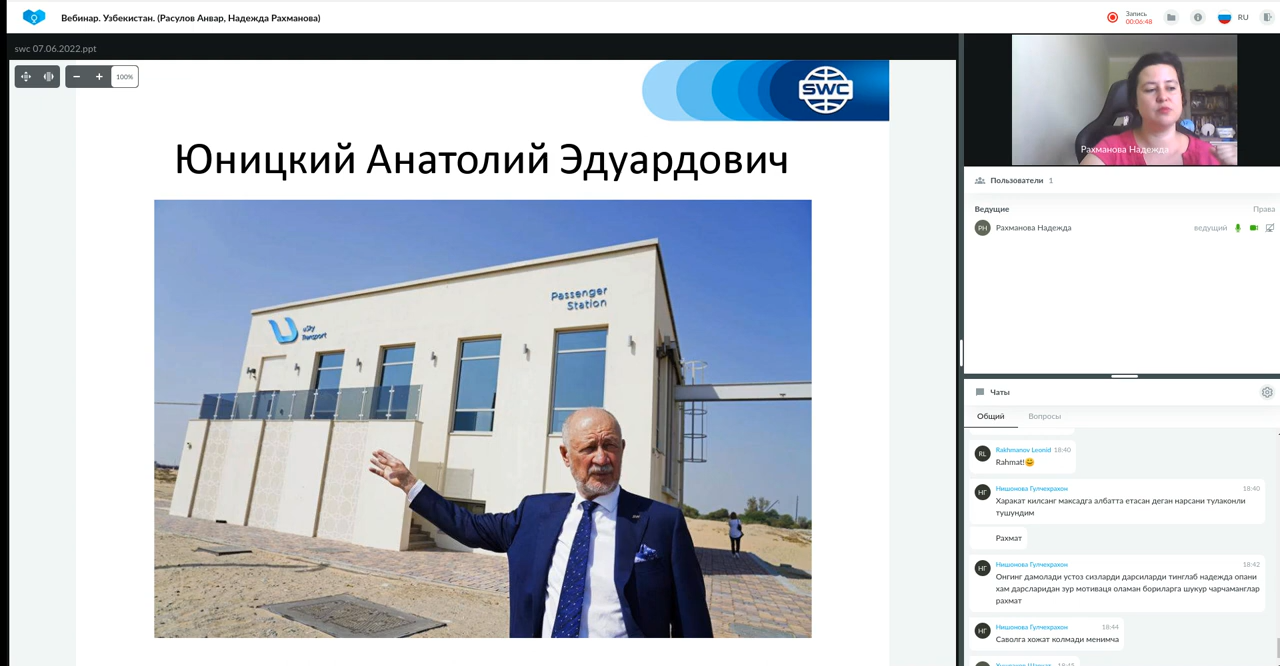 Вебинар. Узбекистан. (Расулов Анвар, Надежда Рахманова)
Запись
00:06:48
RU
swc 07.06.2022.ppt
100%
SWC
Юницкий Анатолий Эдуардович
Passenger
Station
uSky
Transport
Рахманова Надежда
Пользователи 1
Ведущие
Права
РН
Рахманова Надежда
ведущий
Чаты
Общий
Вопросы
RL
Rakhmanov Leonid 18:40
Rahmat!😊
НГ
Нишонова Гулчехрахон 18:40
Харакат килсанг максадга албатта етасан деган нарсани тулаконли
тушундим
Рахмат
НГ
Нишонова Гулчехрахон 18:42
Онгинг дамолади устоз сизларди дарсиларди тинглаб надежда опани
хам дарсларидан зур мотиваця оламан бориларга шукур чарчаманглар
рахмат
НГ
Нишонова Гулчехрахон 18:44
Саволга хожат колмади менимча